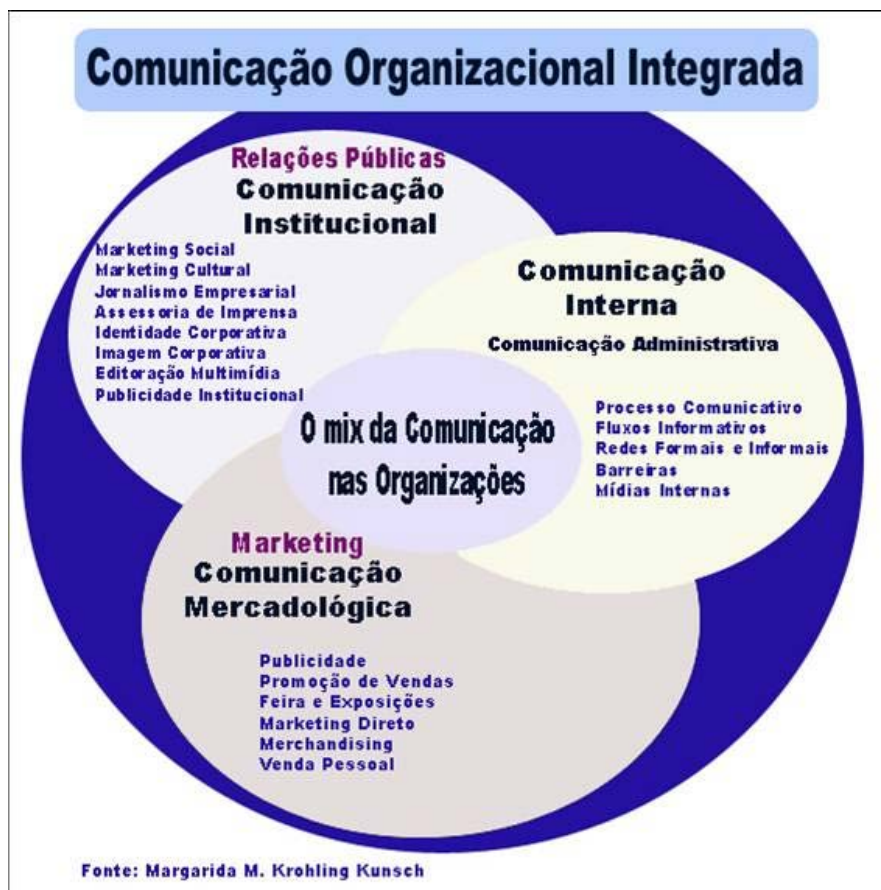 Comunicação Organizacional Integrada
Relações Públicas
Comunicação
Institucional
Marketing Social
Marketing Cultural
Jornalismo Empresarial
Assessoria de Imprensa
Identidade Corporativa
Imagem Corporativa
Editoração Multimídia
Publicidade Institucional
Comunicação
Interna
Comunicação Administrativa
Processo Comunicativo
Fluxos Informativos
Redes Formais e Informais
Barreiras
Mídias Internas
O mix da Comunicação
nas Organizações
Marketing
Comunicação
Mercadológica
Publicidade
Promoção de Vendas
Feira e Exposições
Marketing Direto
Merchandising
Venda Pessoal
Fonte: Margarida M. Krohling Kunsch